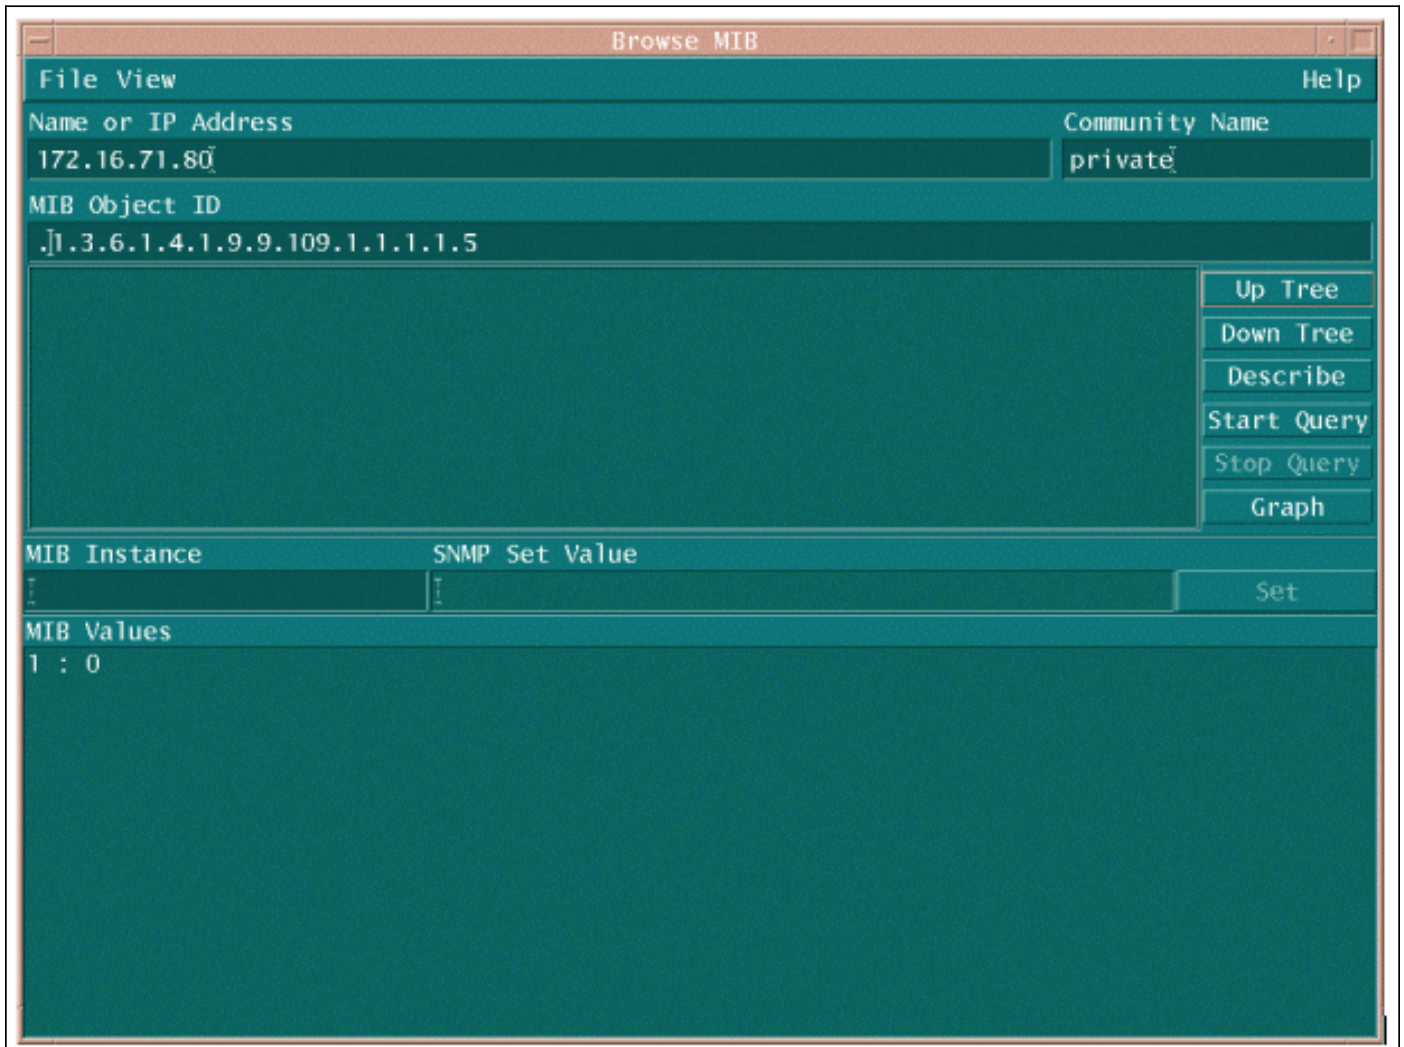 Browse MIB
File View Help
Name or IP Address Community Name
172.16.71.80 private
MIB Object ID
.1.3.6.1.4.1.9.9.109.1.1.1.1.5
Up Tree
Down Tree
Describe
Start Query
Stop Query
Graph
MIB Instance SNMP Set Value
Set
MIB Values
1 : 0